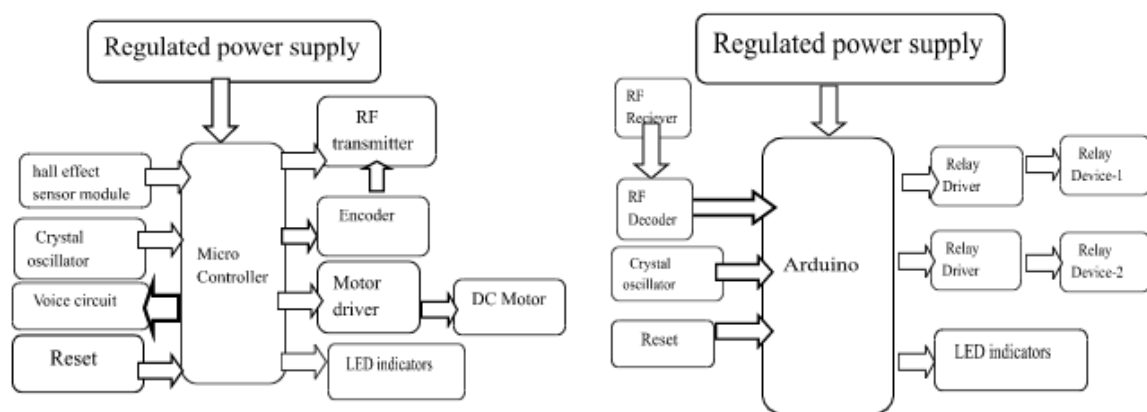 Regulated power supply
RF
transmitter
hall effect
sensor module
Encoder
Crystal
oscillator
Micro
Controller
Voice circuit
Motor
driver
DC Motor
Reset
LED indicators
Regulated power supply
RF
Reciever
RF
Decoder
Crystal
oscillator
Reset
Arduino
Relay
Driver
Relay
Device-1
Relay
Driver
Relay
Device-2
LED indicators